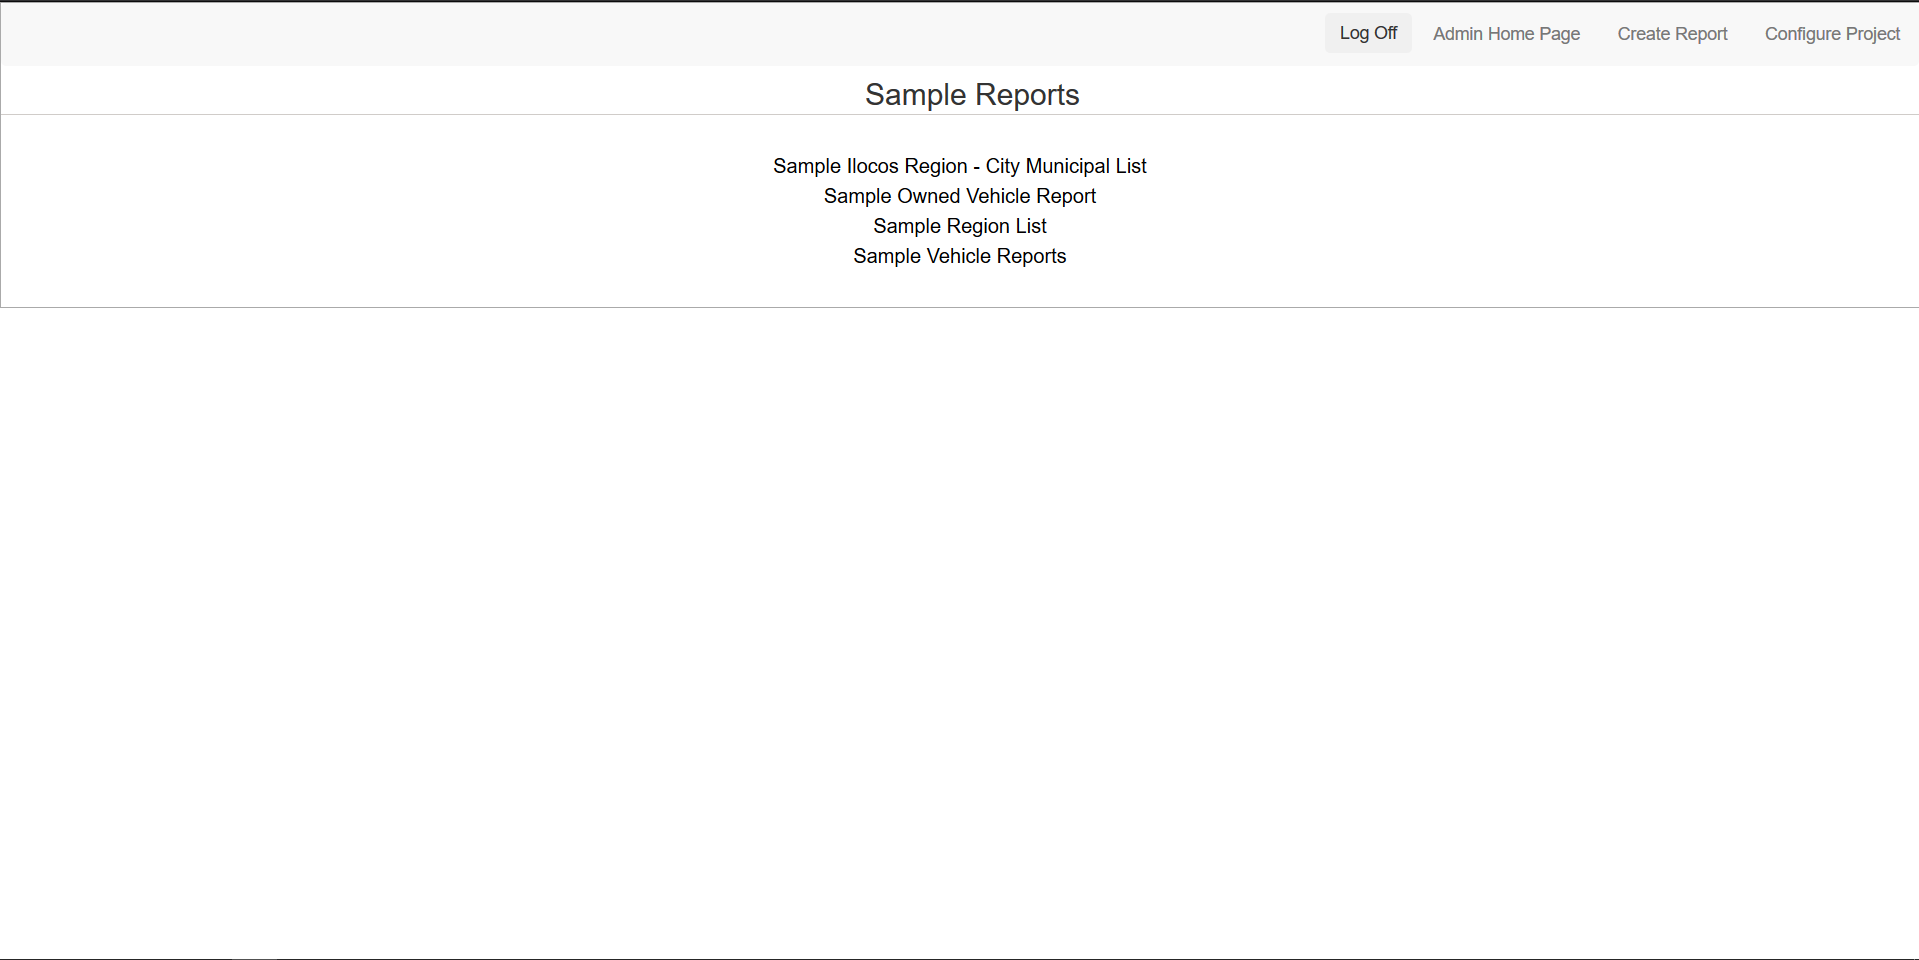 Log Off Admin Home Page Create Report Configure Project
Sample Reports
Sample Ilocos Region - City Municipal List
Sample Owned Vehicle Report
Sample Region List
Sample Vehicle Reports